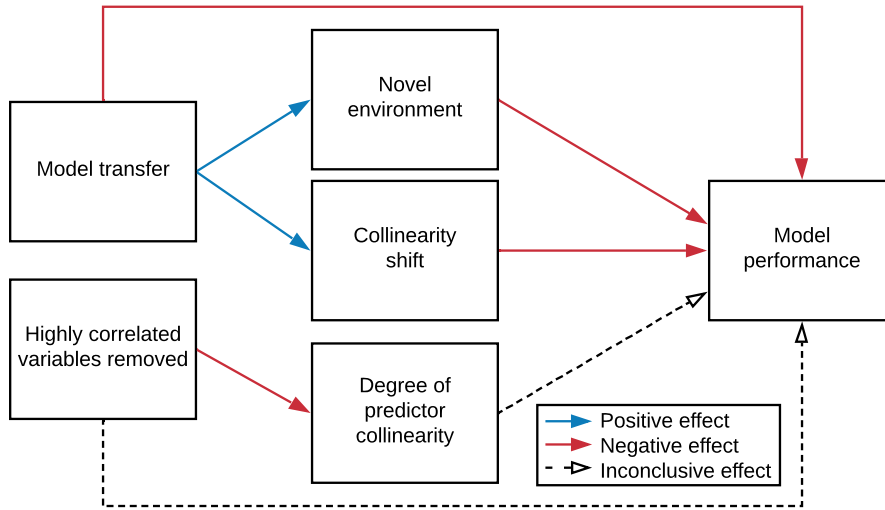 Novel
environment
Model transfer
Collinearity
shift
Model
performance
Highly correlated
variables removed
Degree of
predictor
collinearity
Positive effect
Negative effect
Inconclusive effect